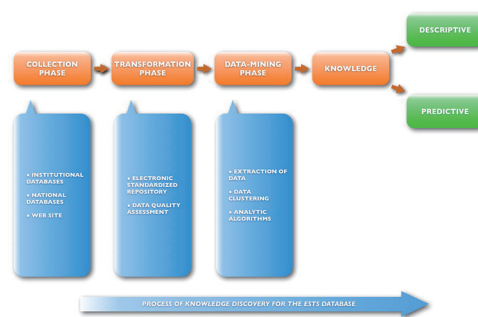 DESCRIPTIVE
COLLECTION
PHASE
TRANSFORMATION
PHASE
DATA-MINING
PHASE
KNOWLEDGE
PREDICTIVE
• INSTITUTIONAL
DATABASES
• NATIONAL
DATABASES
• WEB SITE
• ELECTRONIC
STANDARDIZED
REPOSITORY
• DATA QUALITY
ASSESSMENT
• EXTRACTION OF
DATA
• DATA
CLUSTERING
• ANALYTIC
ALGORITHMS
PROCESS OF KNOWLEDGE DISCOVERY FOR THE ESTS DATABASE